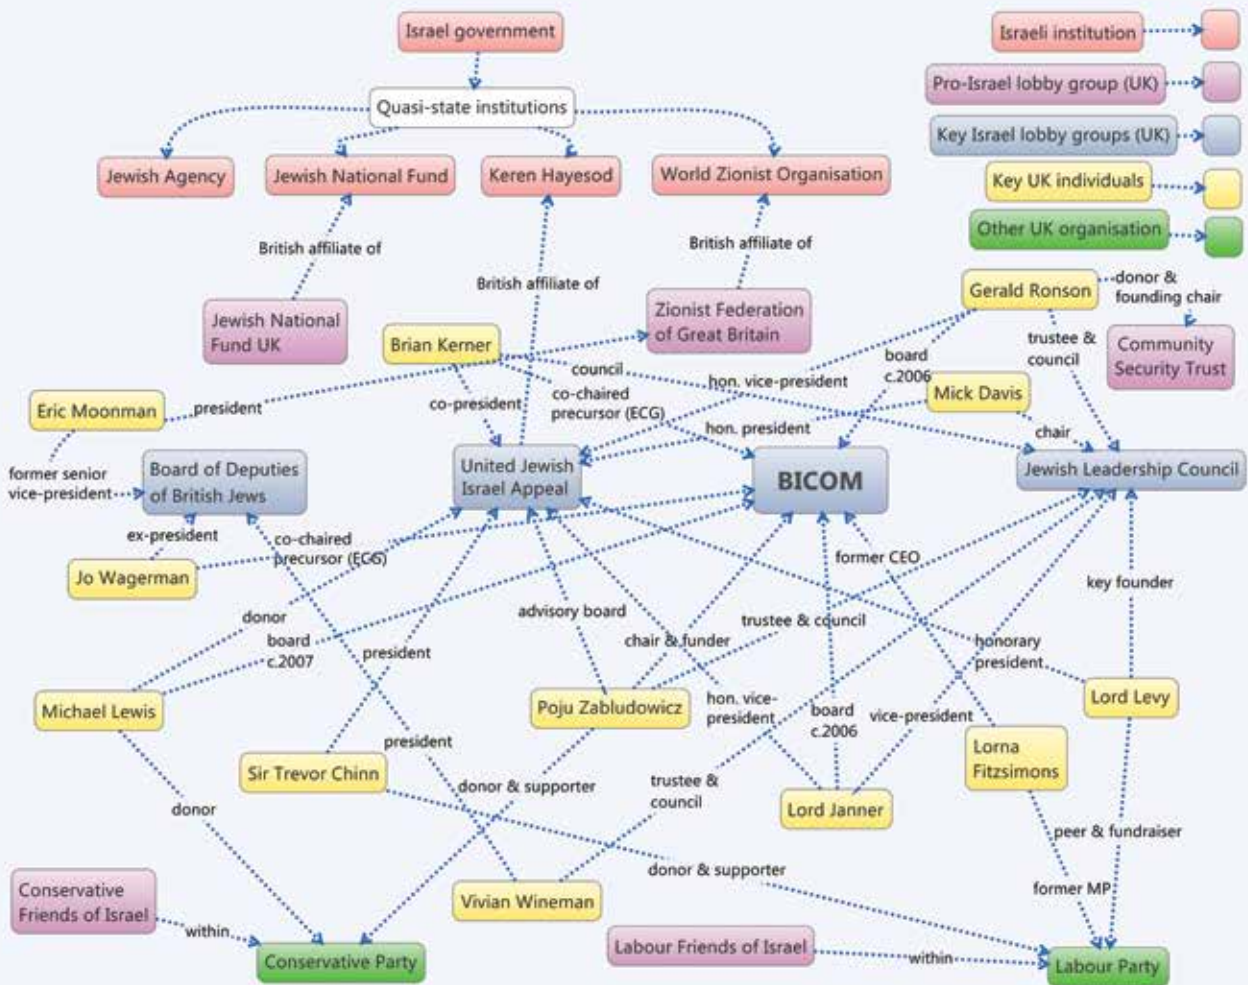 Israel government
Israeli institution
Quasi-state institutions
Pro-Israel lobby group (UK)
Key Israel lobby groups (UK)
Jewish Agency
Jewish National Fund
Keren Hayesod
World Zionist Organisation
Key UK individuals
Other UK organisation
British affiliate of
British affiliate of
British affiliate of
Gerald Ronson
donor &
founding chair
Jewish National
Fund UK
Zionist Federation
of Great Britain
Brian Kerner
council
board
c.2006
trustee &
council
Community
Security Trust
Eric Moonman
president
co-president
co-chaired
precursor (ECG)
hon. vice-president
Mick Davis
hon. president
chair
former senior
vice-president
Board of Deputies
of British Jews
United Jewish
Israel Appeal
BICOM
Jewish Leadership Council
ex-president
co-chaired
precursor (ECG)
Jo Wagerman
former CEO
key founder
donor
advisory board
trustee & council
board
c.2007
president
chair & funder
honorary
president
Michael Lewis
Poju Zabludowicz
hon. vice-
president
board
c.2006
vice-president
Lord Levy
president
Sir Trevor Chinn
Lorna
Fitzsimons
donor
donor & supporter
trustee &
council
Lord Janner
peer & fundraiser
donor & supporter
former MP
Conservative
Friends of Israel
Vivian Wineman
within
Labour Friends of Israel
within
Conservative Party
Labour Party